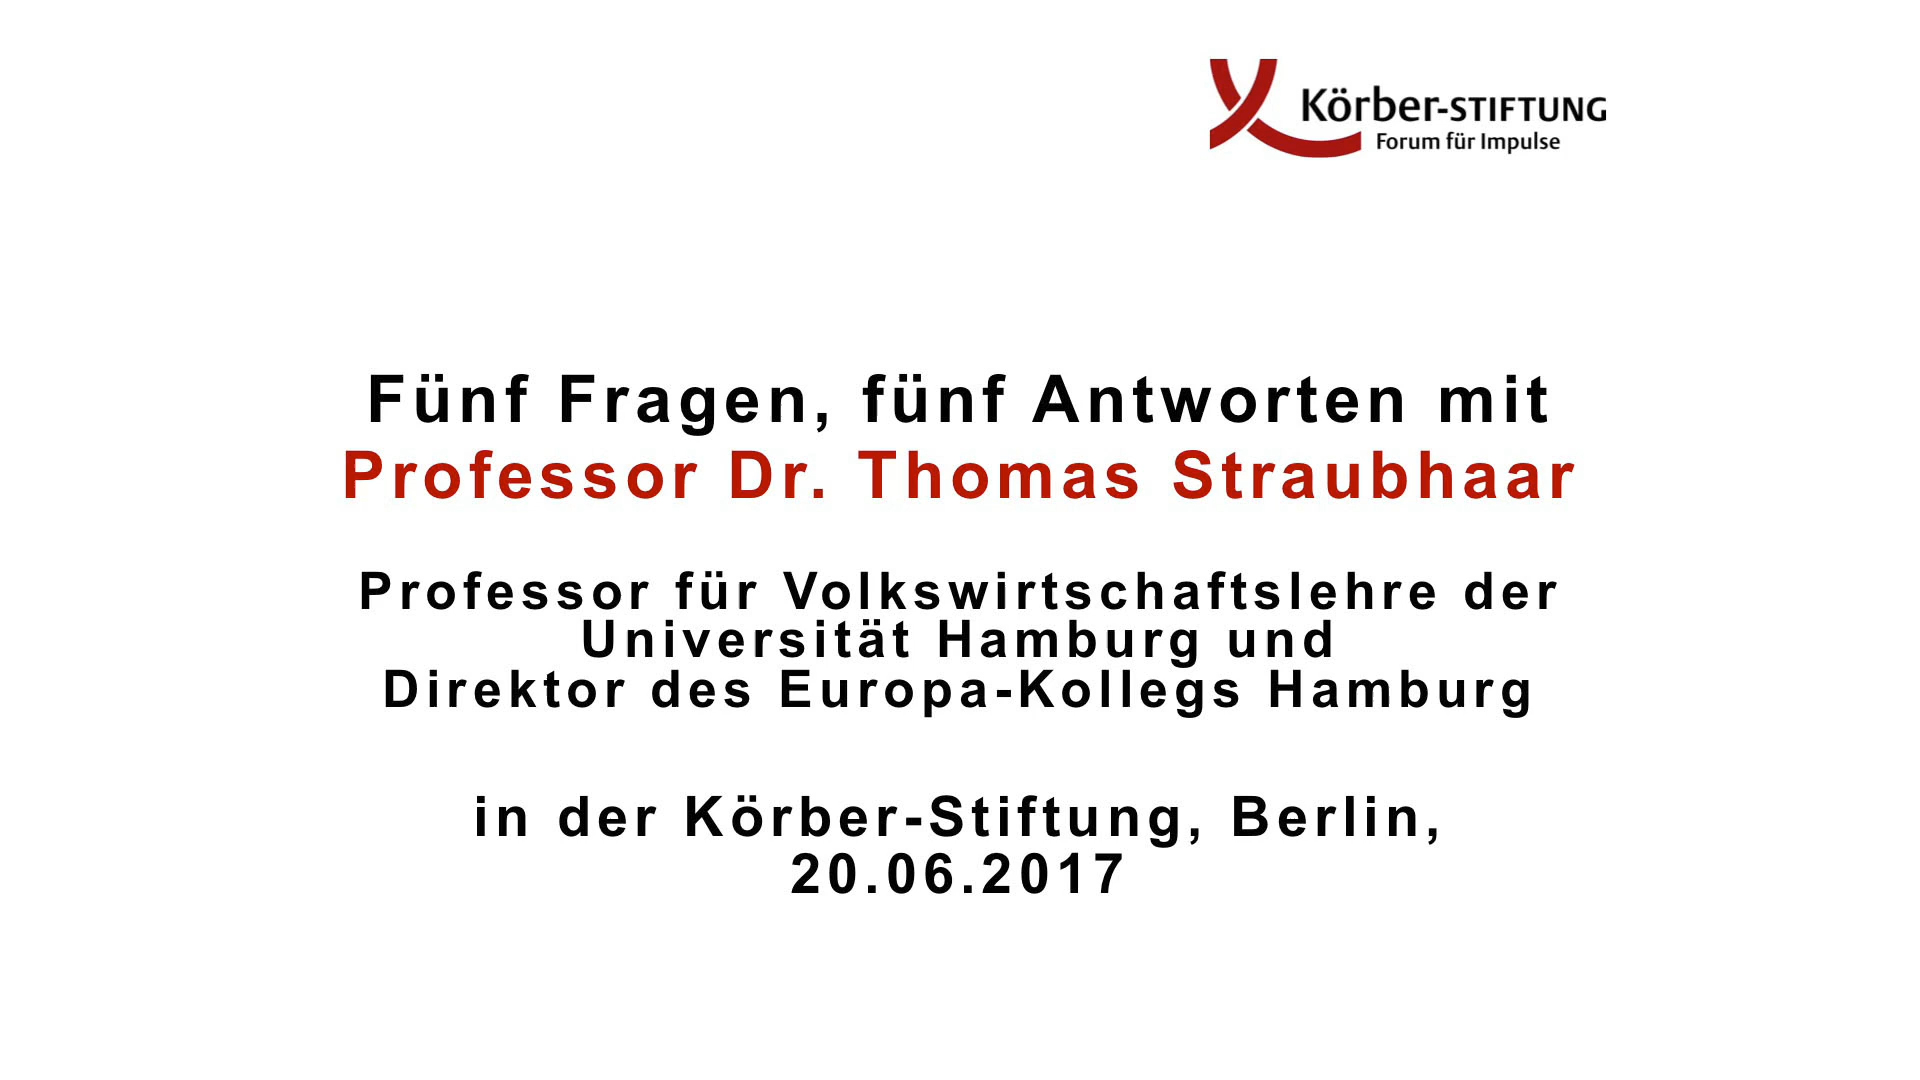 Körber-STIFTUNG
Forum für Impulse
Fünf Fragen, fünf Antworten mit
Professor Dr. Thomas Straubhaar
Professor für Volkswirtschaftslehre der
Universität Hamburg und
Direktor des Europa-Kollegs Hamburg
in der Körber-Stiftung, Berlin,
20.06.2017